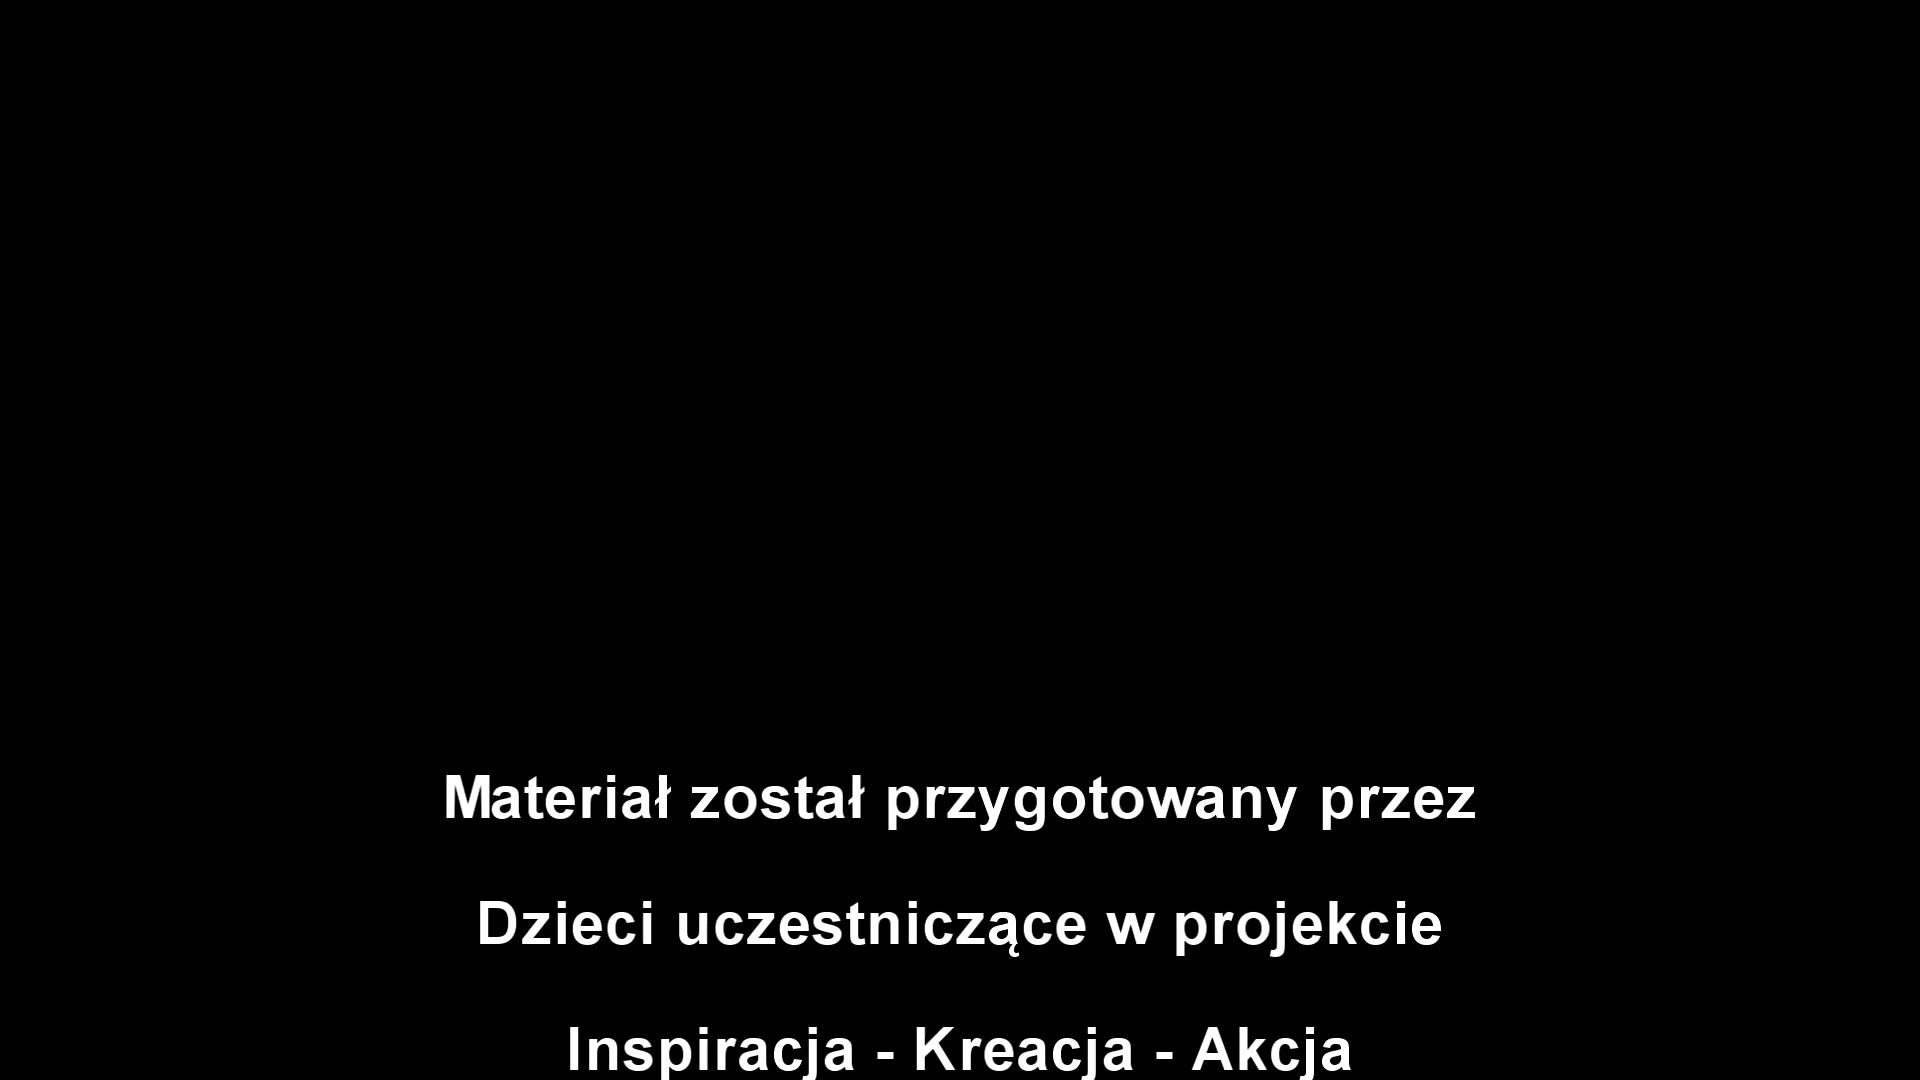 Materiał został przygotowany przez
Dzieci uczestniczące w projekcie
Inspiracja - Kreacja - Akcja